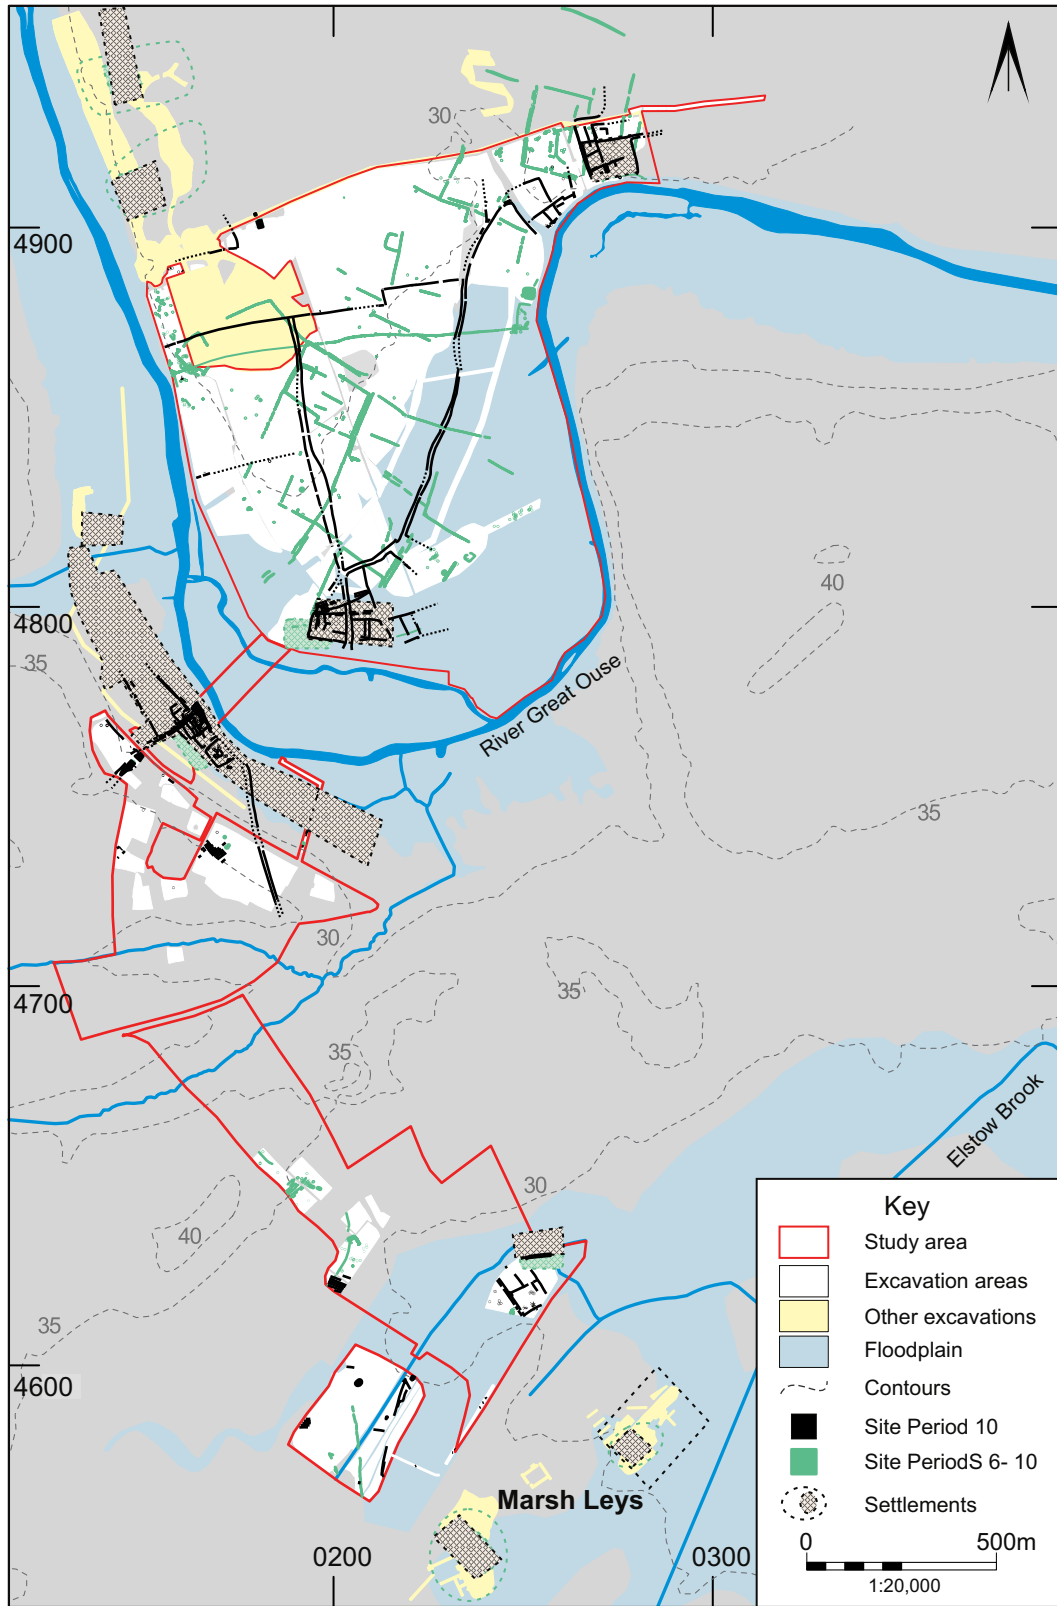 30
4900
40
4800
35
River Great Ouse
35
30
35
4700
35
Elstow Brook
30
40
35
4600
Marsh Leys
0200
0300
Key
Study area
Excavation areas
Other excavations
Floodplain
Contours
Site Period 10
Site PeriodS 6- 10
Settlements
0 500m
1:20,000